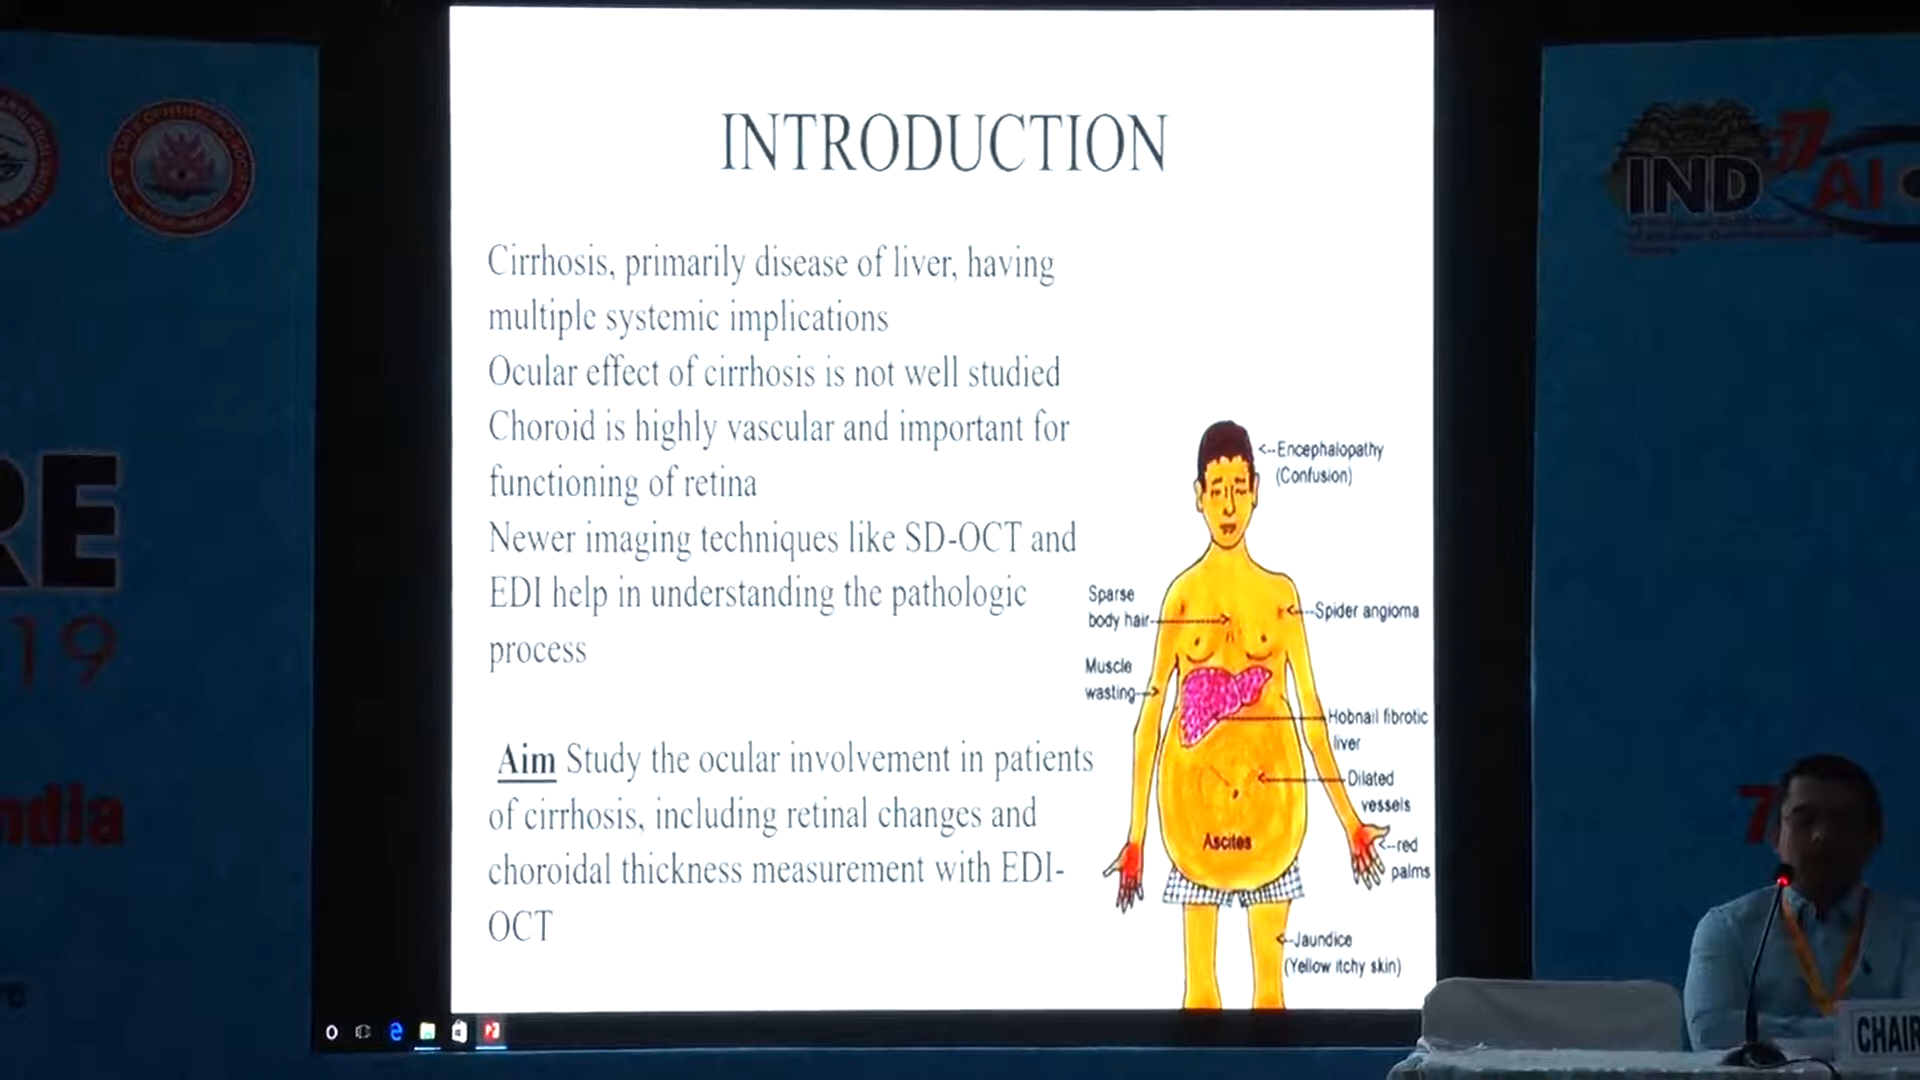 INTRODUCTION
Cirrhosis, primarily disease of liver, having
multiple systemic implications
Ocular effect of cirrhosis is not well studied
Choroid is highly vascular and important for
functioning of retina
Newer imaging techniques like SD-OCT and
EDI help in understanding the pathologic
process
Aim Study the ocular involvement in patients
of cirrhosis, including retinal changes and
choroidal thickness measurement with EDI-
OCT
<--Encephalopathy
(Confusion)
Sparse
body hair
Spider angioma
Muscle
wasting
Hobnail fibrotic
liver
Dilated
vessels
Ascites
<--red
palms
Jaundice
(Yellow itchy skin)
RE
19
ndia
IND
77
AI
7
CHAIR